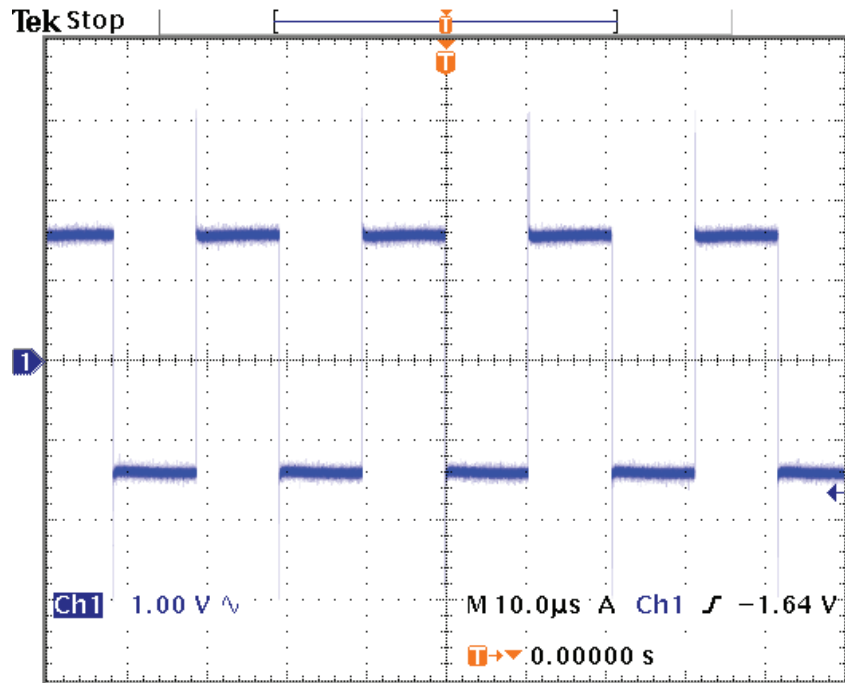 Tek Stop
T
T
1
Ch1 1.00 V ∿ M 10.0µs A Ch1 ƒ −1.64 V
T→▼ 0.00000 s